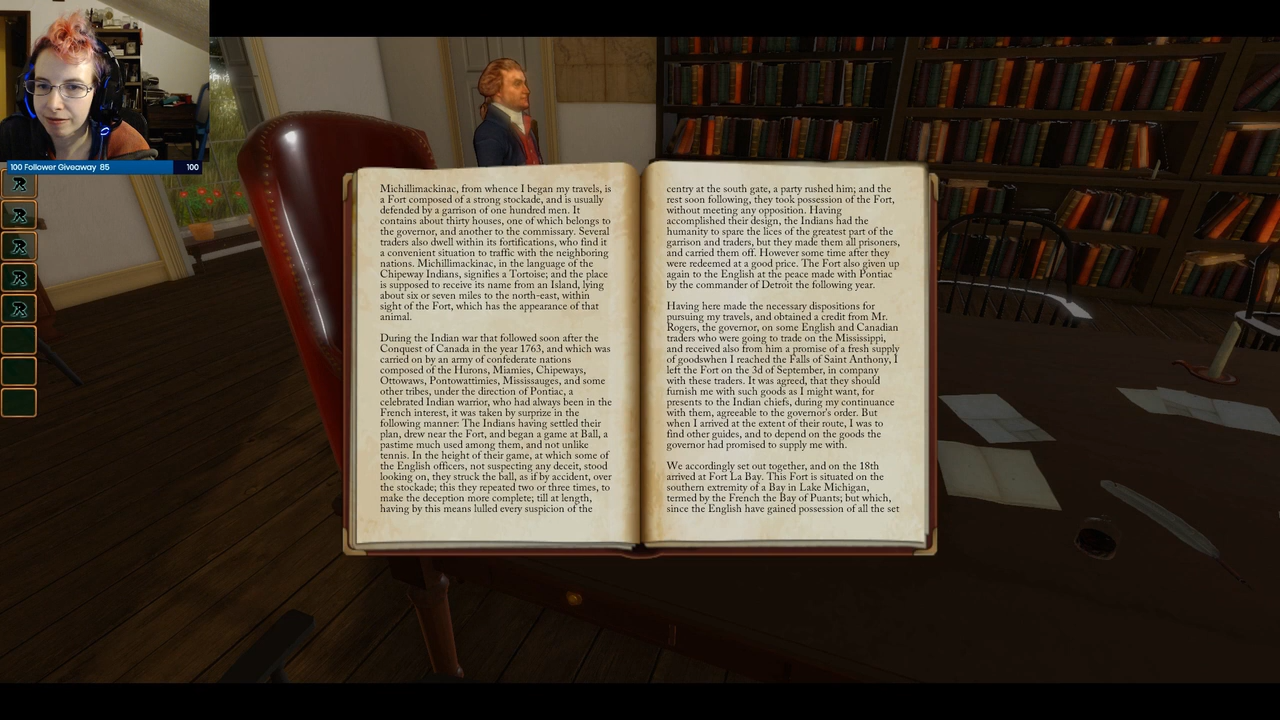 100 Follower Giveaway 85
100
Michillimackinac, from whence I began my travels, is
a Fort composed of a strong stockade, and is usually
defended by a garrison of one hundred men. It
contains about thirty houses, one of which belongs to
the governor, and another to the commissary. Several
traders also dwell within its fortifications, who find it
a convenient situation to traffic with the neighboring
nations. Michillimackinac, in the language of the
Chipeway Indians, signifies a Tortoise; and the place
is supposed to receive its name from an Island, lying
about six or seven miles to the north-east, within
sight of the Fort, which has the appearance of that
animal.
During the Indian war that followed soon after the
Conquest of Canada in the year 1763, and which was
carried on by an army of confederate nations
composed of the Hurons, Miamies, Chipeways,
Ottowaws, Pontowattimies, Missisauges, and some
other tribes, under the direction of Pontiac, a
celebrated Indian warrior, who had always been in the
French interest, it was taken by surprize in the
following manner: The Indians having settled their
plan, drew near the Fort, and began a game at Ball, a
pastime much used among them, and not unlike
tennis. In the height of their game, at which some of
the English officers, not suspecting any deceit, stood
looking on, they struck the ball, as if by accident, over
the stockade; this they repeated two or three times, to
make the deception more complete; till at length,
having by this means lulled every suspicion of the
centry at the south gate, a party rushed him; and the
rest soon following, they took possession of the Fort,
without meeting any opposition. Having
accomplished their design, the Indians had the
humanity to spare the lices of the greatest part of the
garrison and traders, but they made them all prisoners,
and carried them off. However some time after they
were redeemed at a good price. The Fort also given up
again to the English at the peace made with Pontiac
by the commander of Detroit the following year.
Having here made the necessary dispositions for
pursuing my travels, and obtained a credit from Mr.
Rogers, the governor, on some English and Canadian
traders who were going to trade on the Mississippi,
and received also from him a promise of a fresh supply
of goodswhen I reached the Falls of Saint Anthony, I
left the Fort on the 3d of September, in company
with these traders. It was agreed, that they should
furnish me with such goods as I might want, for
presents to the Indian chiefs, during my continuance
with them, agreeable to the governor's order. But
when I arrived at the extent of their route, I was to
find other guides, and to depend on the goods the
governor had promised to supply me with.
We accordingly set out together, and on the 18th
arrived at Fort La Bay. This Fort is situated on the
southern extremity of a Bay in Lake Michigan,
termed by the French the Bay of Puants; but which,
since the English have gained possession of all the set